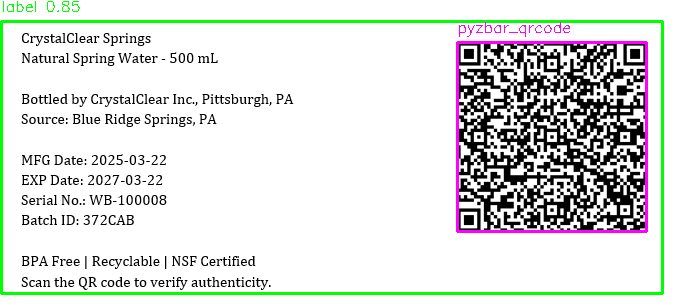 label 0.85
pyzbar_qrcode
CrystalClear Springs
Natural Spring Water - 500 mL
Bottled by CrystalClear Inc., Pittsburgh, PA
Source: Blue Ridge Springs, PA
MFG Date: 2025-03-22
EXP Date: 2027-03-22
Serial No.: WB-100008
Batch ID: 372CAB
BPA Free | Recyclable | NSF Certified
Scan the QR code to verify authenticity.